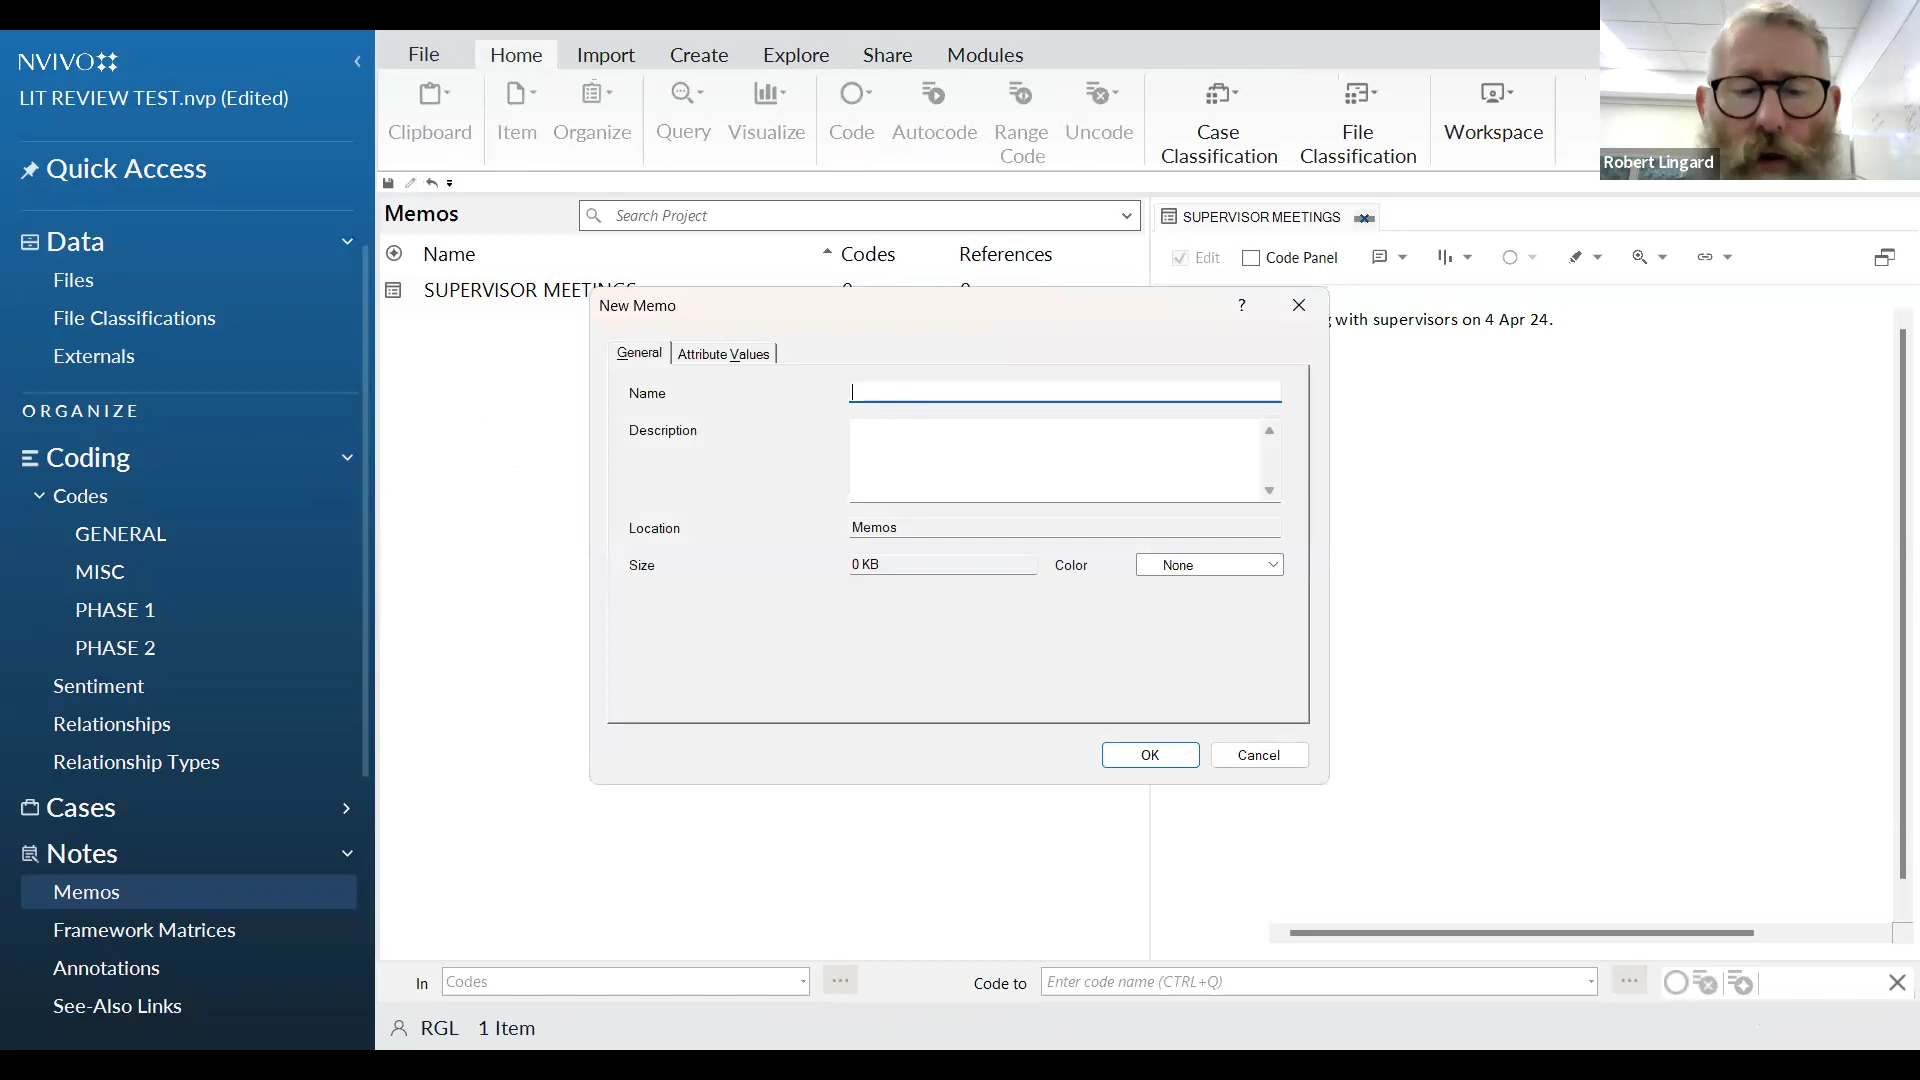 NVIVO
LIT REVIEW TEST.nvp (Edited)
Quick Access
Data
Files
File Classifications
Externals
ORGANIZE
Coding
Codes
GENERAL
MISC
PHASE 1
PHASE 2
Sentiment
Relationships
Relationship Types
Cases
Notes
Memos
Framework Matrices
Annotations
See-Also Links
File Home Import Create Explore Share Modules
Clipboard Item Organize Query Visualize Code Autocode Range Code Uncode Case Classification File Classification Workspace
Robert Lingard
Memos
Search Project
Name Codes References
SUPERVISOR MEETINGS
SUPERVISOR MEETINGS
Edit Code Panel
with supervisors on 4 Apr 24.
New Memo ?
General Attribute Values
Name
Description
Location Memos
Size 0 KB Color None
OK Cancel
In Codes ... Code to Enter code name (CTRL+Q) ...
RGL 1 Item